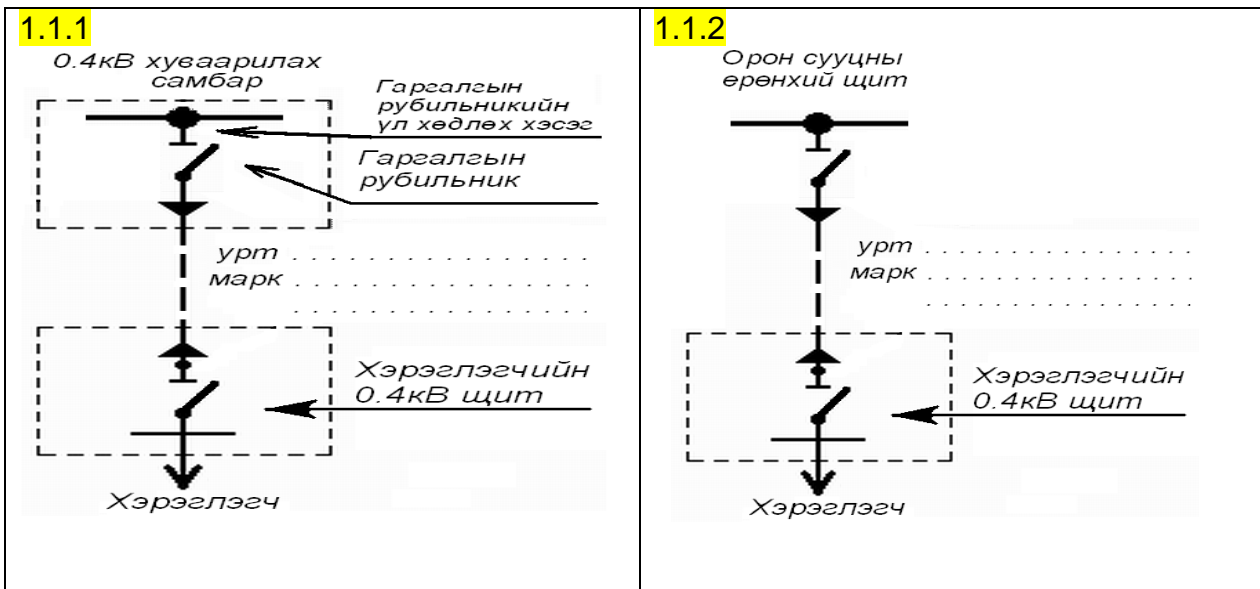 1.1.1
0.4кВ хуваарилах
самбар
Гаргалгын
рубильникийн
үл хөдлөх хэсэг
Гаргалгын
рубильник
урт . . . . . . . . . . . . . . . . .
марк . . . . . . . . . . . . . . . . .
. . . . . . . . . . . . . . . . .
Хэрэглэгчийн
0.4кВ щит
Хэрэглэгч
1.1.2
Орон сууцны
ерөнхий щит
урт . . . . . . . . . . . . . . . .
марк . . . . . . . . . . . . . . . .
. . . . . . . . . . . . . . . .
Хэрэглэгчийн
0.4кВ щит
Хэрэглэгч